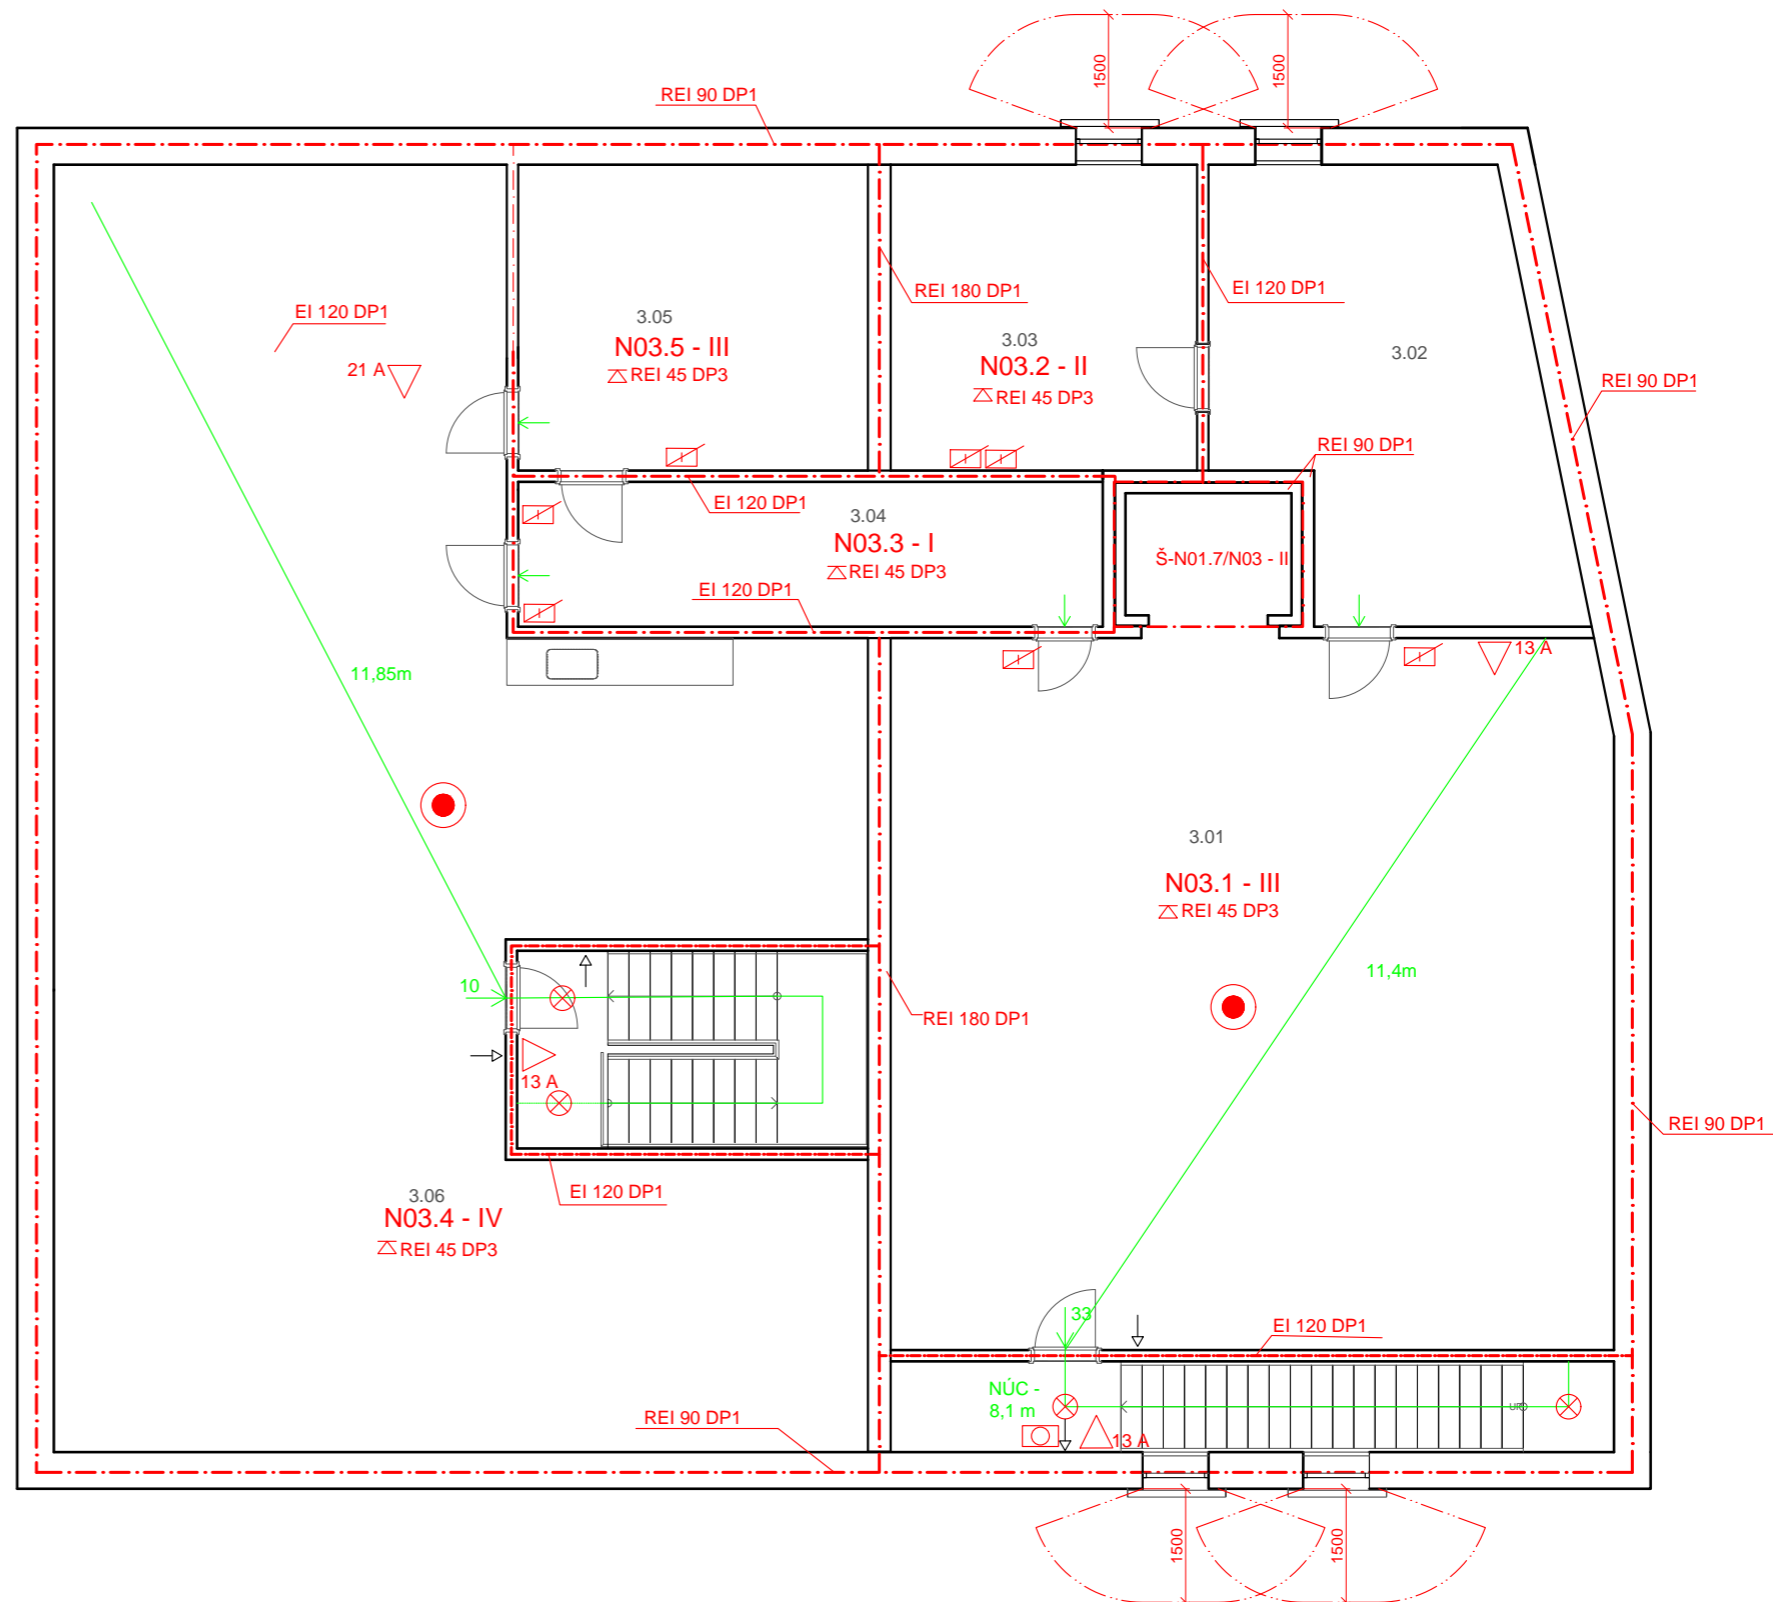 1500
1500
REI 90 DP1
REI 180 DP1
EI 120 DP1
EI 120 DP1
3.05
N03.5 - III
REI 45 DP3
3.03
N03.2 - II
REI 45 DP3
3.02
21 A
REI 90 DP1
REI 90 DP1
EI 120 DP1
3.04
N03.3 - I
REI 45 DP3
Š-N01.7/N03 - II
EI 120 DP1
13 A
11,85m
3.01
N03.1 - III
REI 45 DP3
11,4m
10
REI 180 DP1
13 A
REI 90 DP1
3.06
N03.4 - IV
REI 45 DP3
EI 120 DP1
33
EI 120 DP1
NÚC -
8,1 m
13 A
REI 90 DP1
1500
1500